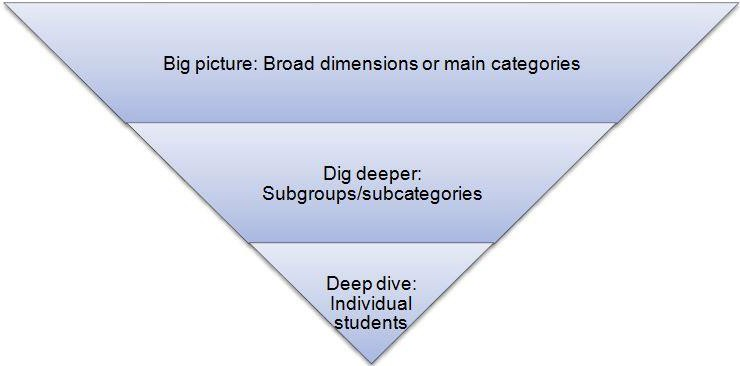 Big picture: Broad dimensions or main categories
Dig deeper:
Subgroups/subcategories
Deep dive:
Individual
students